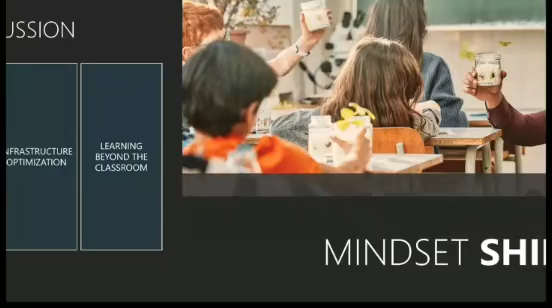 USSION
NFRASTRUCTURE
OPTIMIZATION
LEARNING
BEYOND THE
CLASSROOM
MINDSET SHI